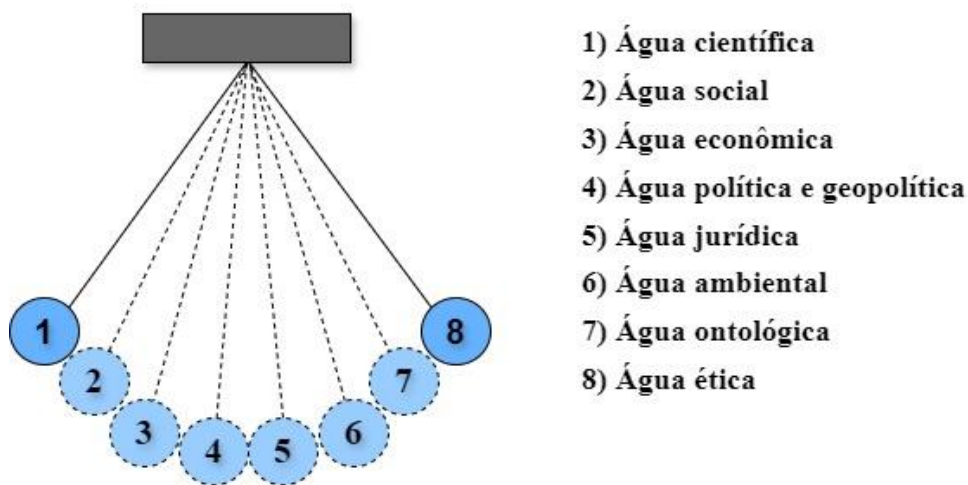 1) Água científica
2) Água social
3) Água econômica
4) Água política e geopolítica
5) Água jurídica
6) Água ambiental
7) Água ontológica
8) Água ética
1
2
3
4
5
6
7
8